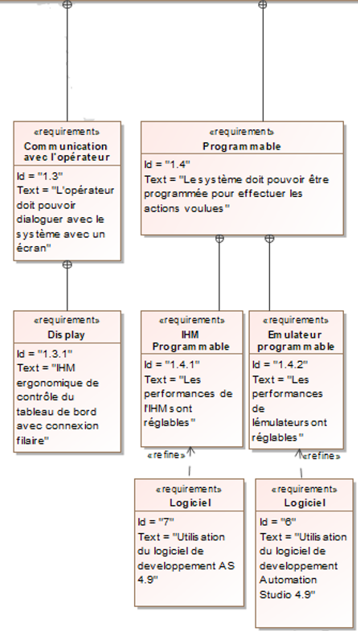 «requirement»
Communication
avec l'opérateur
Id = "1.3"
Text = "L'opérateur
doit pouvoir
dialoguer avec le
système avec un
écran"
«requirement»
Programmable
Id = "1.4"
Text = "Le système doit pouvoir être
programmée pour effectuer les
actions voulues"
«requirement»
Display
Id = "1.3.1"
Text = "IHM
ergonomique de
contrôle du
tableau de bord
avec connexion
filaire"
«requirement»
IHM
Programmable
Id = "1.4.1"
Text = "Les
performances de
l'IHM sont
réglables"
«requirement»
Emulateur
programmable
Id = "1.4.2"
Text = "Les
performances
de
lémulateurs ont
réglables"
«refine»
«refine»
«requirement»
Logiciel
Id = "7"
Text = "Utilisation
du logiciel de
developpement AS
4.9"
«requirement»
Logiciel
Id = "6"
Text = "Utilisation
du logiciel de
developpement
Automation
Studio 4.9"